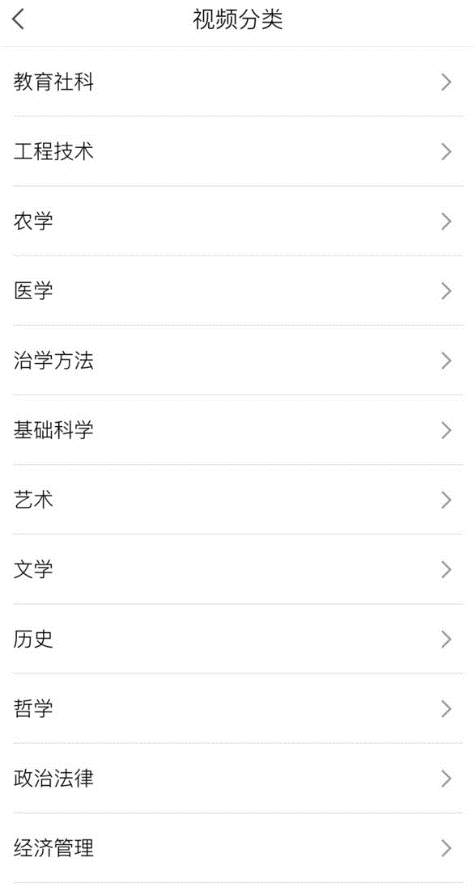 视频分类
教育社科
工程技术
农学
医学
治学方法
基础科学
艺术
文学
历史
哲学
政治法律
经济管理